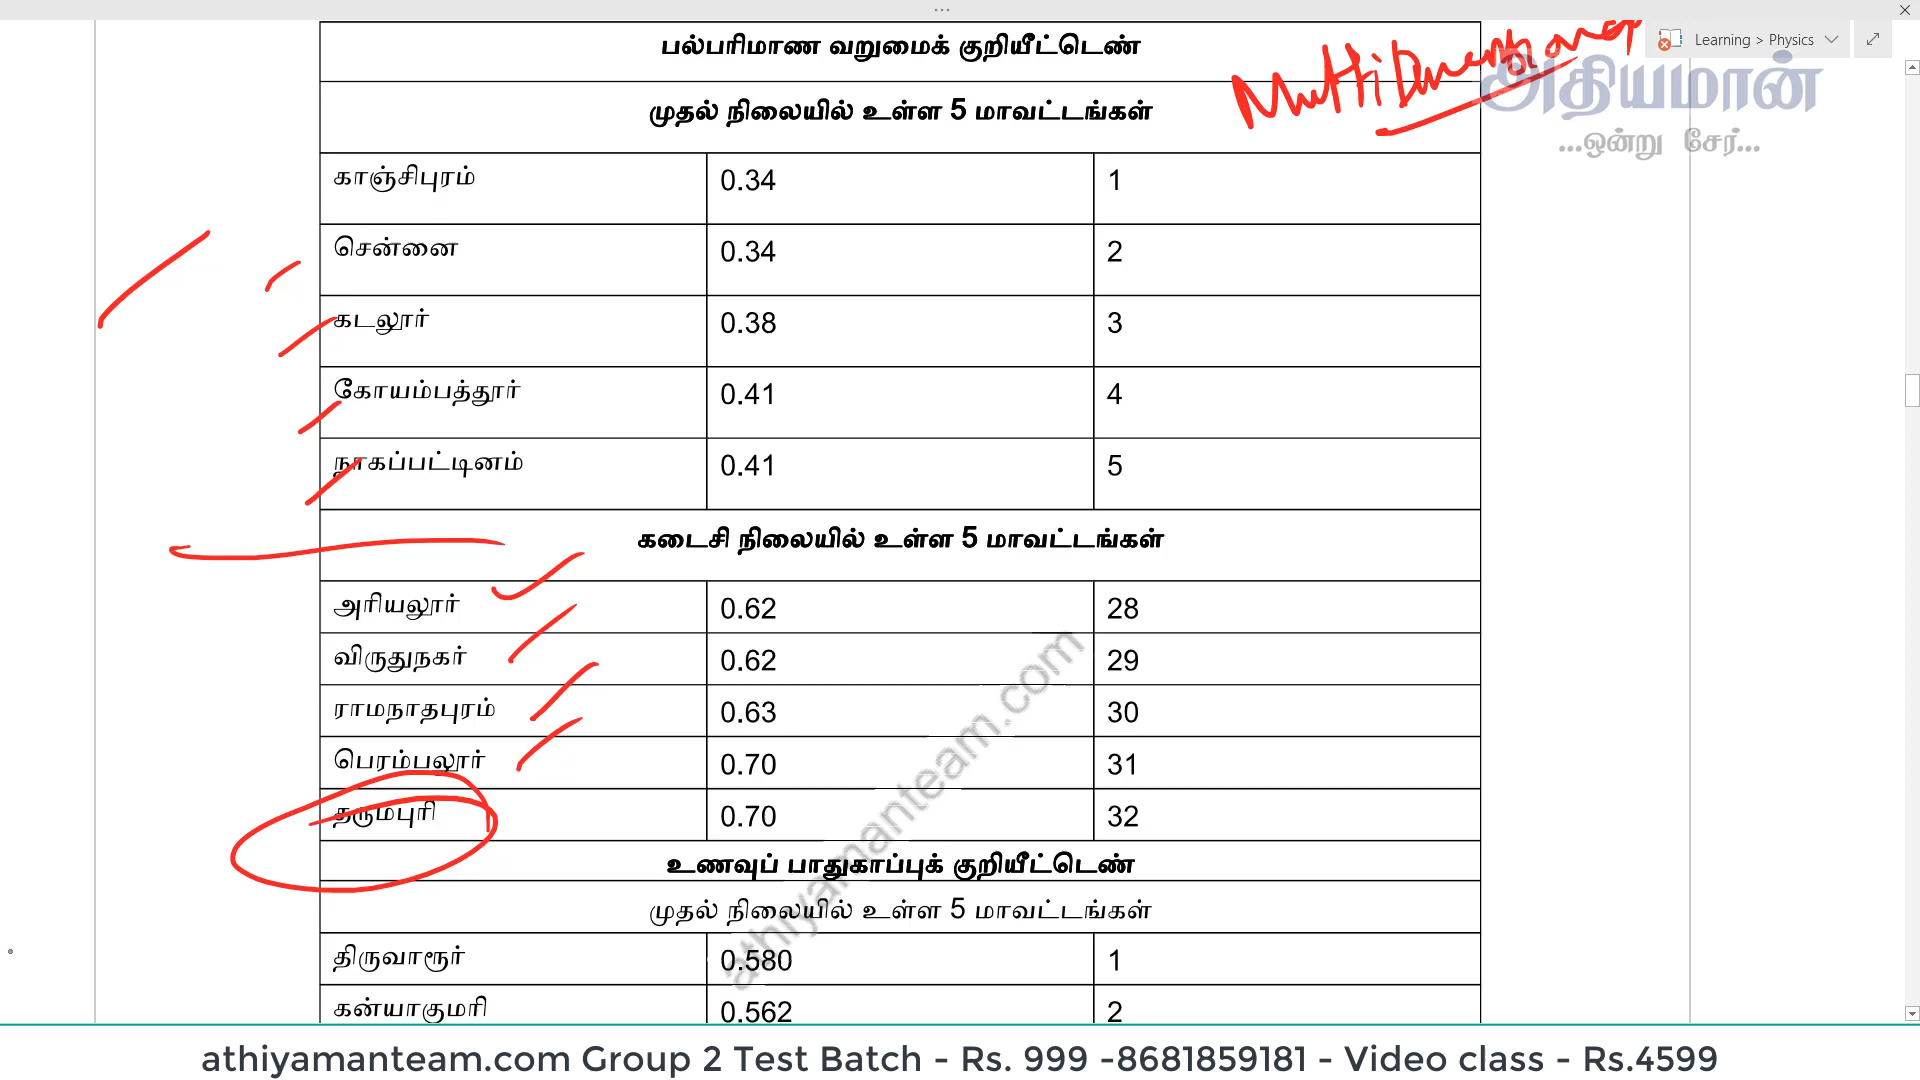 ...
Learning > Physics
பல்பரிமாண வறுமைக் குறியீட்டெண்
Multi Dimensional
அதியமான்
...ஒன்று சேர்...
முதல் நிலையில் உள்ள 5 மாவட்டங்கள்
காஞ்சிபுரம் 0.34 1
சென்னை 0.34 2
கடலூர் 0.38 3
கோயம்பத்தூர் 0.41 4
நாகப்பட்டினம் 0.41 5
கடைசி நிலையில் உள்ள 5 மாவட்டங்கள்
அரியலூர் 0.62 28
விருதுநகர் 0.62 29
ராமநாதபுரம் 0.63 30
பெரம்பலூர் 0.70 31
தருமபுரி 0.70 32
உணவுப் பாதுகாப்புக் குறியீட்டெண்
முதல் நிலையில் உள்ள 5 மாவட்டங்கள்
திருவாரூர் 0.580 1
கன்யாகுமரி 0.562 2
athiyamanteam.com
athiyamanteam.com Group 2 Test Batch - Rs. 999 -8681859181 - Video class - Rs.4599